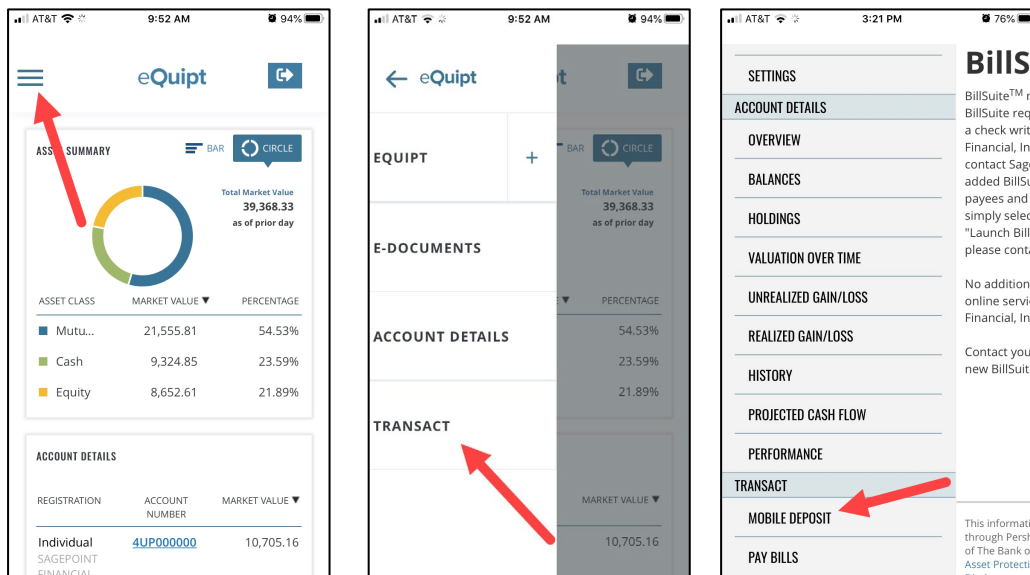 AT&T 9:52 AM 94%
eQuipt
ASSET SUMMARY BAR CIRCLE
Total Market Value
39,368.33
as of prior day
ASSET CLASS MARKET VALUE ▼ PERCENTAGE
Mutu... 21,555.81 54.53%
Cash 9,324.85 23.59%
Equity 8,652.61 21.89%
ACCOUNT DETAILS
REGISTRATION ACCOUNT NUMBER MARKET VALUE ▼
Individual 4UP000000 10,705.16
SAGEPOINT
FINANCIAL
AT&T 9:52 AM 94%
← eQuipt t
EQUIPT + BAR CIRCLE
Total Market Value
39,368.33
as of prior day
E-DOCUMENTS
E ▼ PERCENTAGE
ACCOUNT DETAILS 54.53%
23.59%
21.89%
TRANSACT
MARKET VALUE ▼
10,705.16
AT&T 3:21 PM 76%
SETTINGS
ACCOUNT DETAILS
OVERVIEW
BALANCES
HOLDINGS
VALUATION OVER TIME
UNREALIZED GAIN/LOSS
REALIZED GAIN/LOSS
HISTORY
PROJECTED CASH FLOW
PERFORMANCE
TRANSACT
MOBILE DEPOSIT
PAY BILLS
BillS
BillSuiteTM r
BillSuite req
a check writ
Financial, In
contact Sage
added BillSu
payees and
simply selec
"Launch Bill
please conta
No addition
online servi
Financial, In
Contact you
new BillSuit
This informati
through Persh
of The Bank o
Asset Protecti